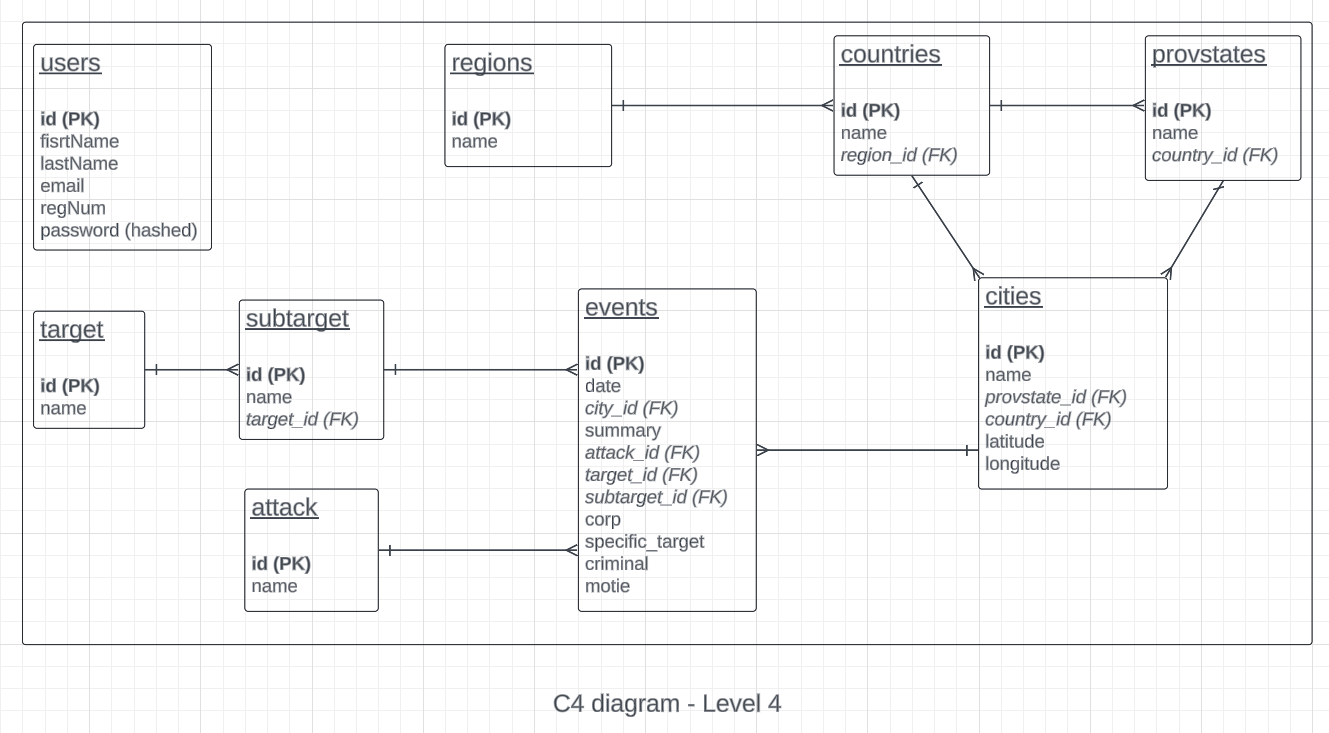 users
id (PK)
fisrtName
lastName
email
regNum
password (hashed)
regions
id (PK)
name
countries
id (PK)
name
region_id (FK)
provstates
id (PK)
name
country_id (FK)
target
id (PK)
name
subtarget
id (PK)
name
target_id (FK)
events
id (PK)
date
city_id (FK)
summary
attack_id (FK)
target_id (FK)
subtarget_id (FK)
corp
specific_target
criminal
motie
cities
id (PK)
name
provstate_id (FK)
country_id (FK)
latitude
longitude
attack
id (PK)
name
C4 diagram - Level 4